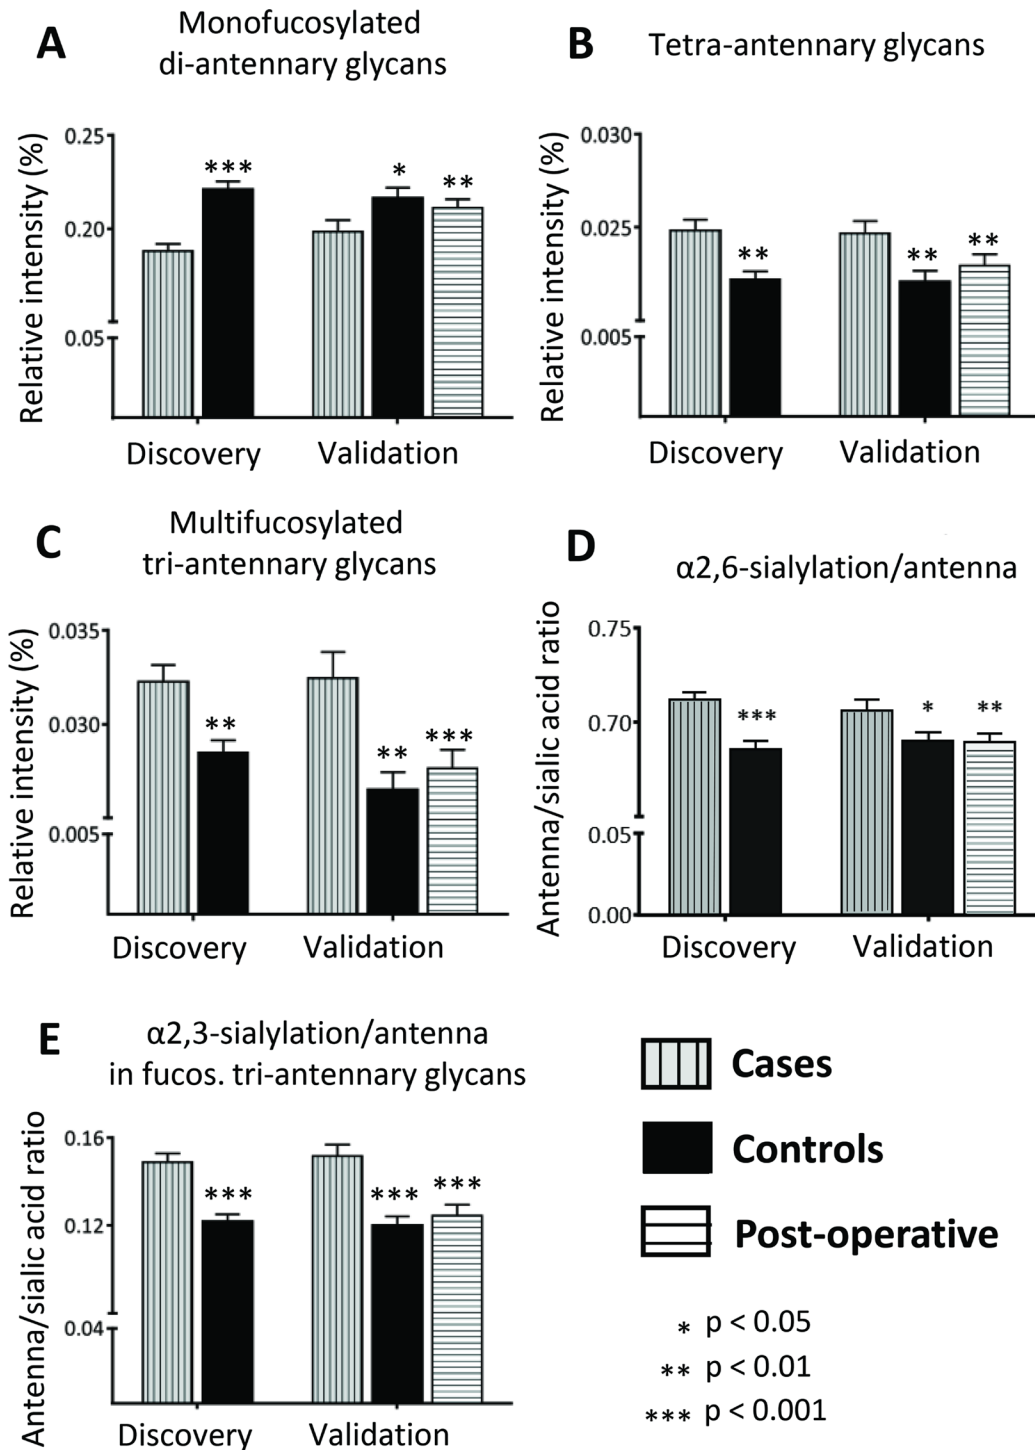 A
Monofucosylated
di-antennary glycans
Relative intensity (%)
0.25
0.20
0.05
***
*
**
Discovery
Validation
B
Tetra-antennary glycans
Relative intensity (%)
0.030
0.025
0.005
**
**
**
Discovery
Validation
C
Multifucosylated
tri-antennary glycans
Relative intensity (%)
0.035
0.030
0.005
**
**
***
Discovery
Validation
D
α2,6-sialylation/antenna
Antenna/sialic acid ratio
0.75
0.70
0.05
0.00
***
*
**
Discovery
Validation
E
α2,3-sialylation/antenna
in fucos. tri-antennary glycans
Antenna/sialic acid ratio
0.16
0.12
0.04
***
***
***
Discovery
Validation
Cases
Controls
Post-operative
* p < 0.05
** p < 0.01
*** p < 0.001